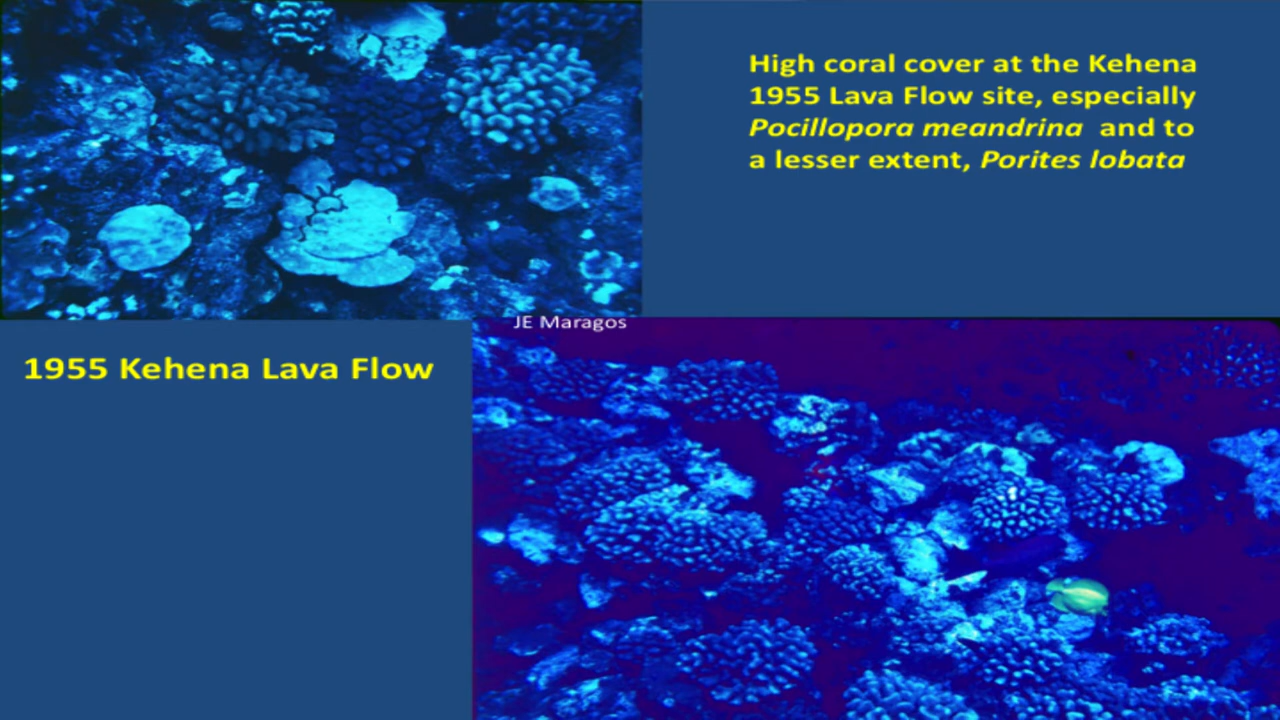 High coral cover at the Kehena
1955 Lava Flow site, especially
Pocillopora meandrina and to
a lesser extent, Porites lobata
JE Maragos
1955 Kehena Lava Flow